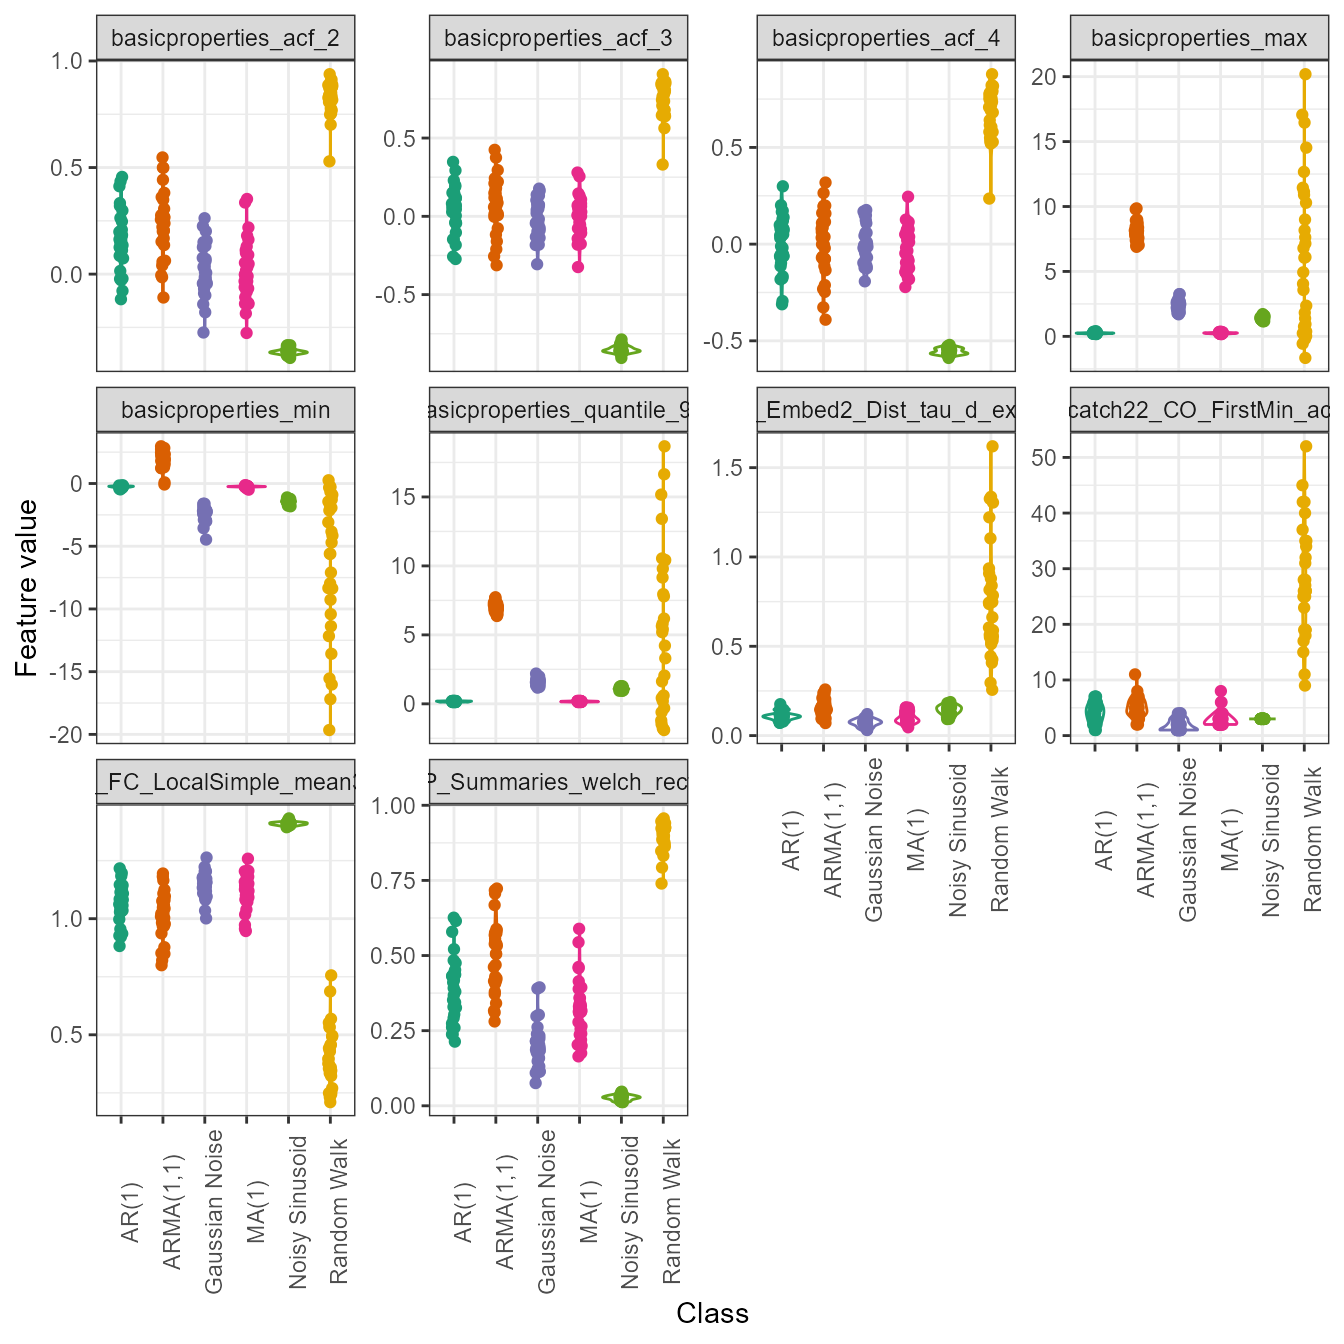 basicproperties_acf_2
basicproperties_acf_3
basicproperties_acf_4
basicproperties_max
1.0
0.5
0.0
0.5
0.0
-0.5
0.5
0.0
-0.5
20
15
10
5
0
basicproperties_min
asicproperties_quantile_9
_Embed2_Dist_tau_d_ex
catch22_CO_FirstMin_ac
0
-5
-10
-15
-20
15
10
5
0
1.5
1.0
0.5
0.0
50
40
30
20
10
0
_FC_LocalSimple_mean3
P_Summaries_welch_rec
1.0
0.5
1.00
0.75
0.50
0.25
0.00
AR(1)
ARMA(1,1)
Gaussian Noise
MA(1)
Noisy Sinusoid
Random Walk
AR(1)
ARMA(1,1)
Gaussian Noise
MA(1)
Noisy Sinusoid
Random Walk
AR(1)
ARMA(1,1)
Gaussian Noise
MA(1)
Noisy Sinusoid
Random Walk
AR(1)
ARMA(1,1)
Gaussian Noise
MA(1)
Noisy Sinusoid
Random Walk
Feature value
Class